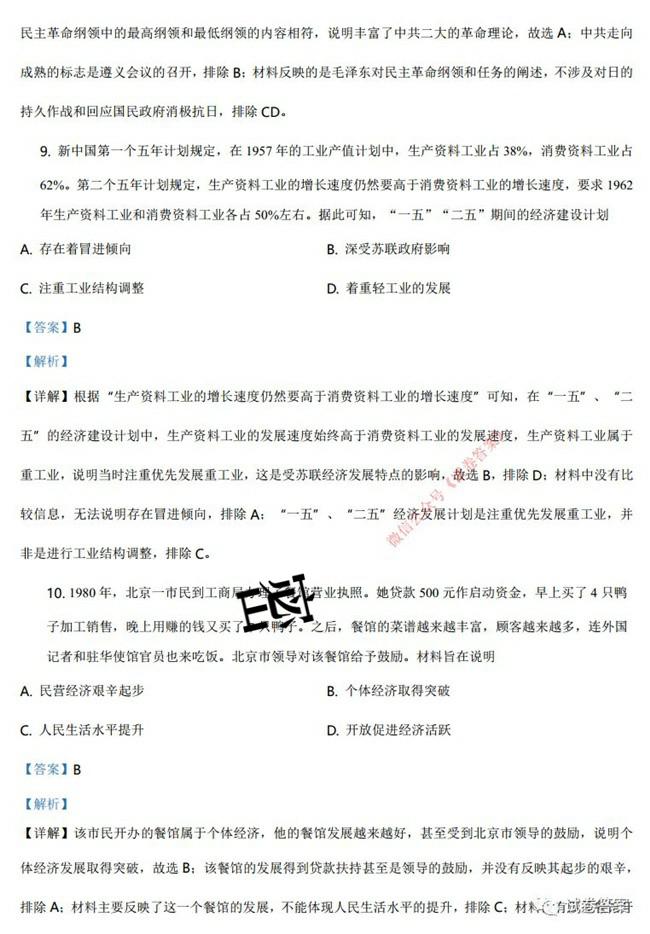 民主革命纲领中的最高纲领和最低纲领的内容相符，说明丰富了中共二大的革命理论，故选 A；中共走向
成熟的标志是遵义会议的召开，排除 B；材料反映的是毛泽东对民主革命纲领和任务的阐述，不涉及对日的
持久作战和回应国民政府消极抗日，排除 CD。
9. 新中国第一个五年计划规定，在 1957 年的工业产值计划中，生产资料工业占 38%，消费资料工业占
62%。第二个五年计划规定，生产资料工业的增长速度仍然要高于消费资料工业的增长速度，要求 1962
年生产资料工业和消费资料工业各占 50%左右。据此可知，“一五”“二五”期间的经济建设计划
A. 存在着冒进倾向 B. 深受苏联政府影响
C. 注重工业结构调整 D. 着重轻工业的发展
【答案】B
【解析】
【详解】根据“生产资料工业的增长速度仍然要高于消费资料工业的增长速度”可知，在“一五”、“二
五”的经济建设计划中，生产资料工业的发展速度始终高于消费资料工业的发展速度，生产资料工业属于
重工业，说明当时注重优先发展重工业，这是受苏联经济发展特点的影响，故选 B，排除 D；材料中没有比
较信息，无法说明存在冒进倾向，排除 A；“一五”、“二五”经济发展计划是注重优先发展重工业，并
非是进行工业结构调整，排除 C。
微信公众号《试卷答案》
10. 1980 年，北京一市民到工商局 营业执照。她贷款 500 元作启动资金，早上买了 4 只鸭
子加工销售，晚上用赚的钱又买了 只鸭子。之后，餐馆的菜谱越来越丰富，顾客越来越多，连外国
记者和驻华使馆官员也来吃饭。北京市领导对该餐馆给予鼓励。材料旨在说明
A. 民营经济艰辛起步 B. 个体经济取得突破
C. 人民生活水平提升 D. 开放促进经济活跃
【答案】B
【解析】
【详解】该市民开办的餐馆属于个体经济，他的餐馆发展越来越好，甚至受到北京市领导的鼓励，说明个
体经济发展取得突破，故选 B；该餐馆的发展得到贷款扶持甚至是领导的鼓励，并没有反映其起步的艰辛，
排除 A；材料主要反映了这一个餐馆的发展，不能体现人民生活水平的提升，排除 C；材料
试卷答案